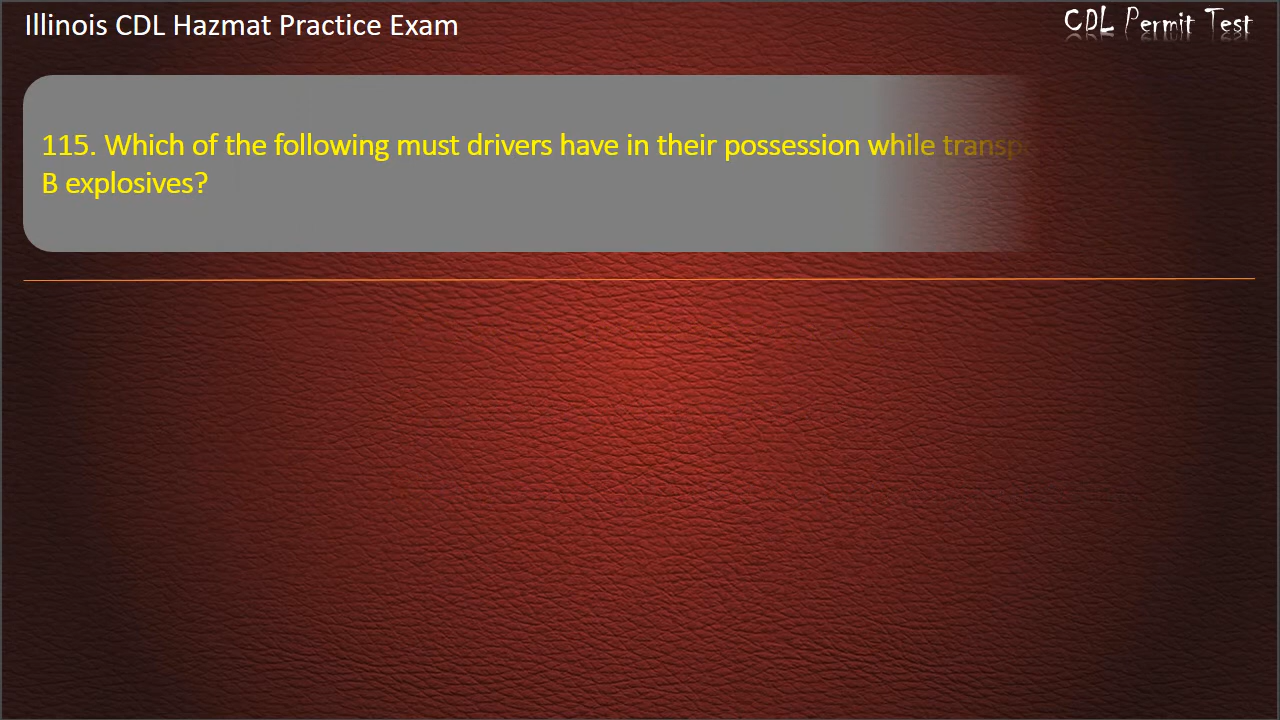 Illinois CDL Hazmat Practice Exam
CDL Permit Test
115. Which of the following must drivers have in their possession while
B explosives?